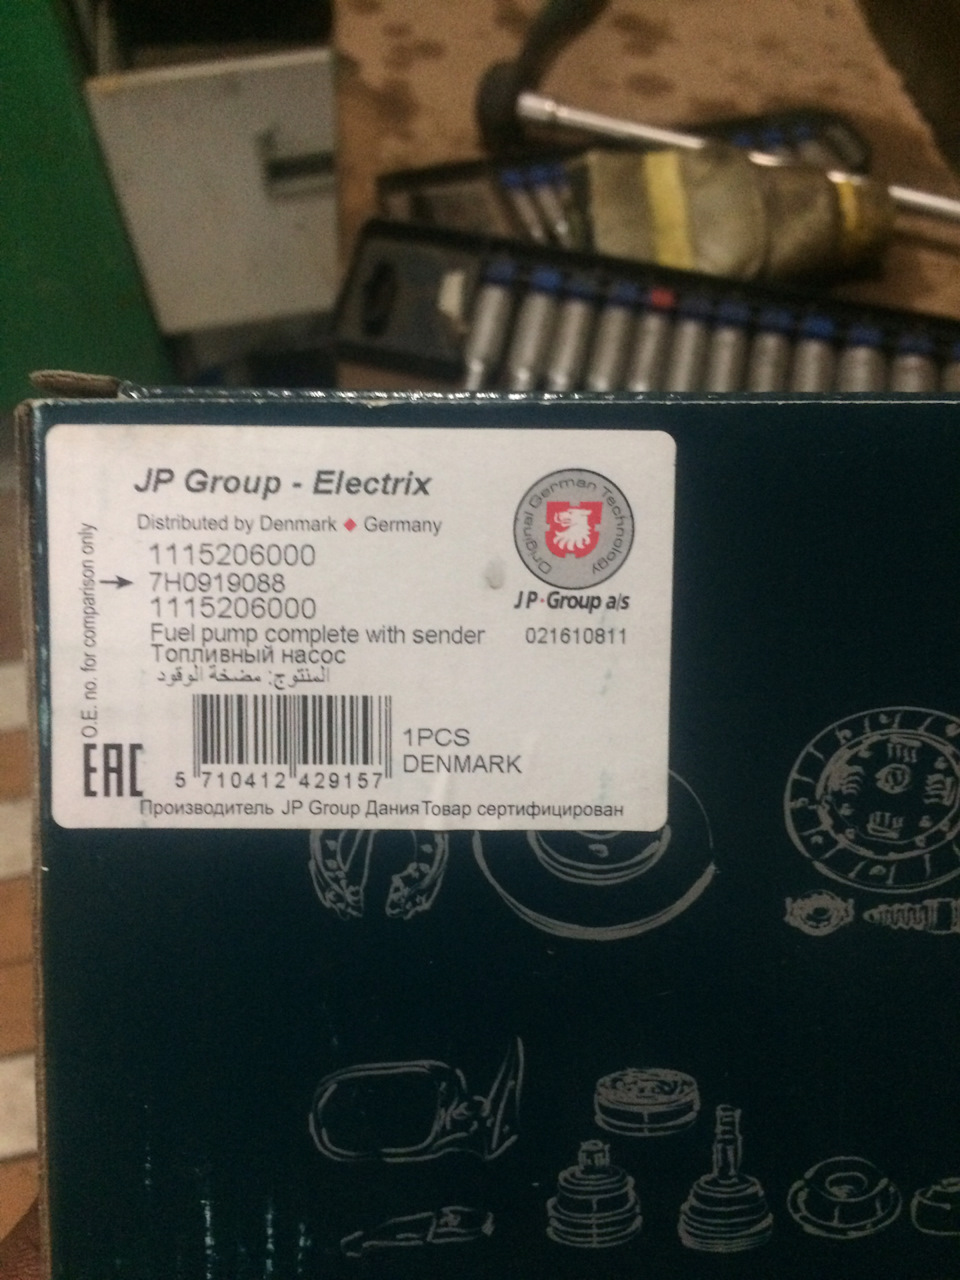 JP Group - Electrix
Distributed by Denmark ♦ Germany
1115206000
7H0919088
1115206000
Fuel pump complete with sender
Топливный насос
المنتوج: مضخة الوقود
O.E. no. for comparison only
Original German Technology
JP·Group a/s
021610811
EAC
5 710412 429157
1PCS
DENMARK
Производитель JP Group Дания Товар сертифицирован